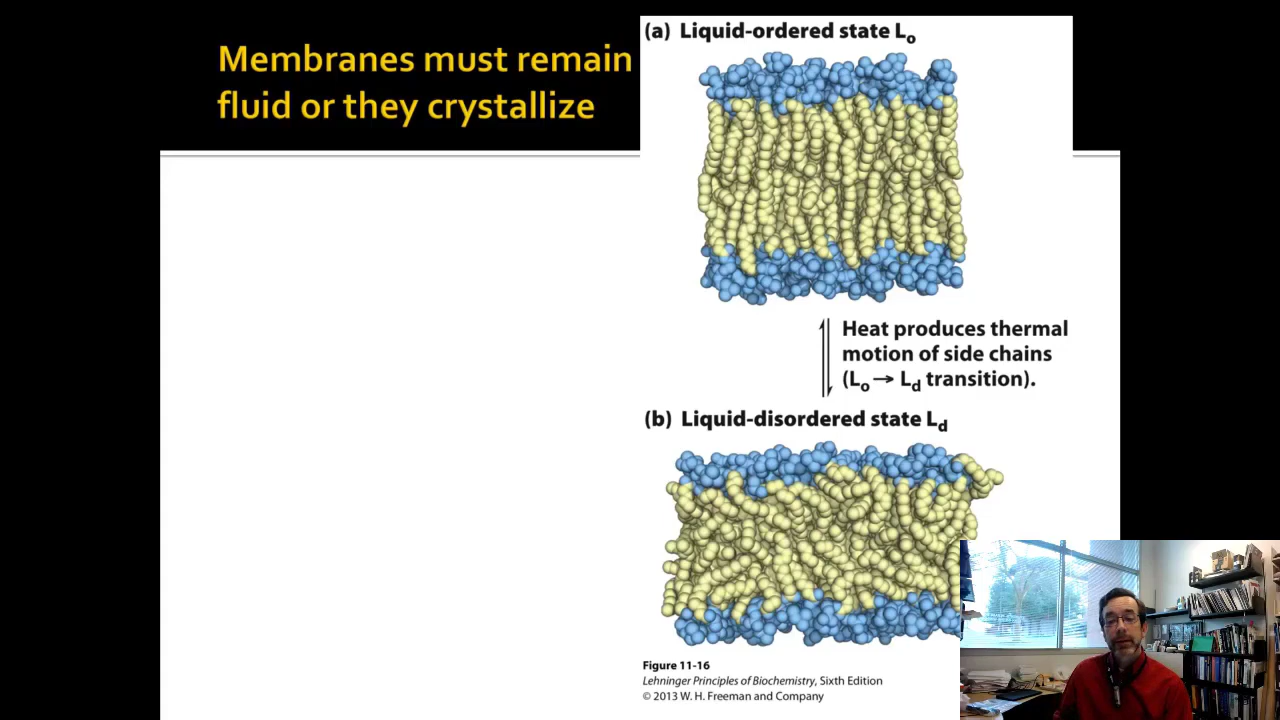 Membranes must remain
fluid or they crystallize
(a) Liquid-ordered state Lo
Heat produces thermal
motion of side chains
(Lo → Ld transition).
(b) Liquid-disordered state Ld
Figure 11-16
Lehninger Principles of Biochemistry, Sixth Edition
© 2013 W. H. Freeman and Company